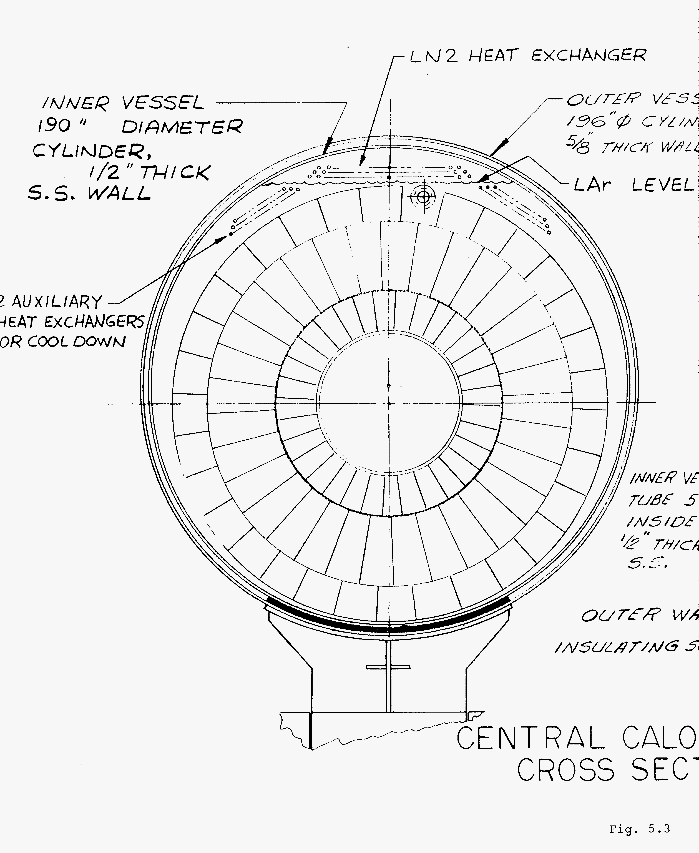 LN2 HEAT EXCHANGER
INNER VESSEL
190" DIAMETER
CYLINDER,
1/2" THICK
S.S. WALL
OUTER VESS
196"φ CYLIN
5/8" THICK WALL
LAr LEVEL
2 AUXILIARY
HEAT EXCHANGERS
OR COOL DOWN
INNER VE
TUBE 5
INSIDE
1/2" THICK
S.S.
OUTER WA
INSULATING S
CENTRAL CALO
CROSS SECT
Fig. 5.3